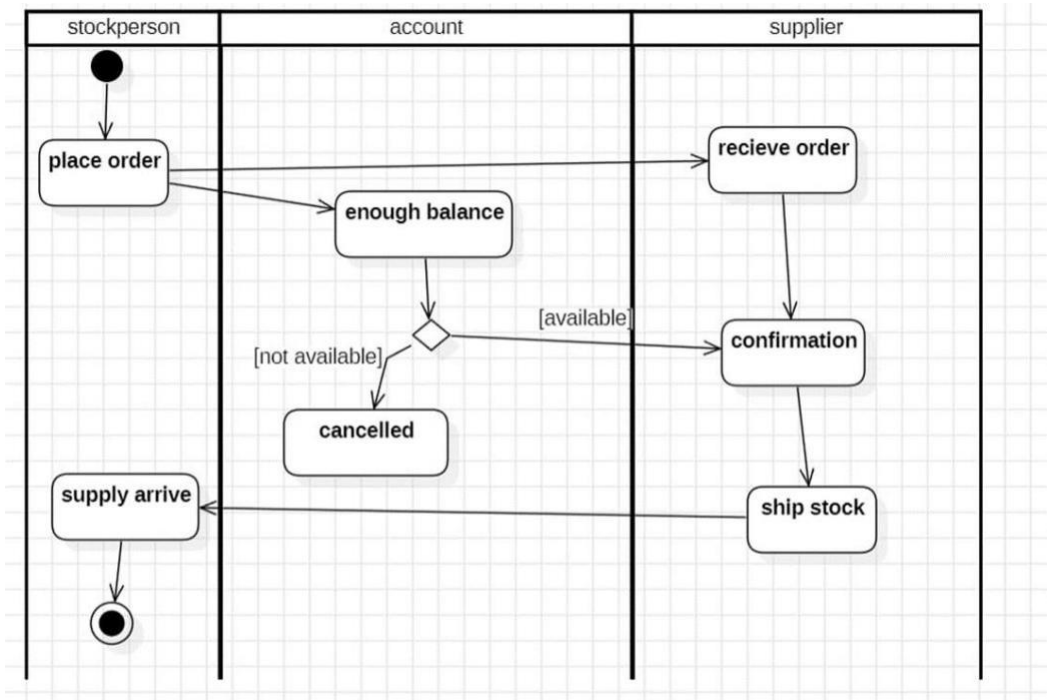 stockperson
account
supplier
place order
recieve order
enough balance
[available]
confirmation
[not available]
cancelled
supply arrive
ship stock